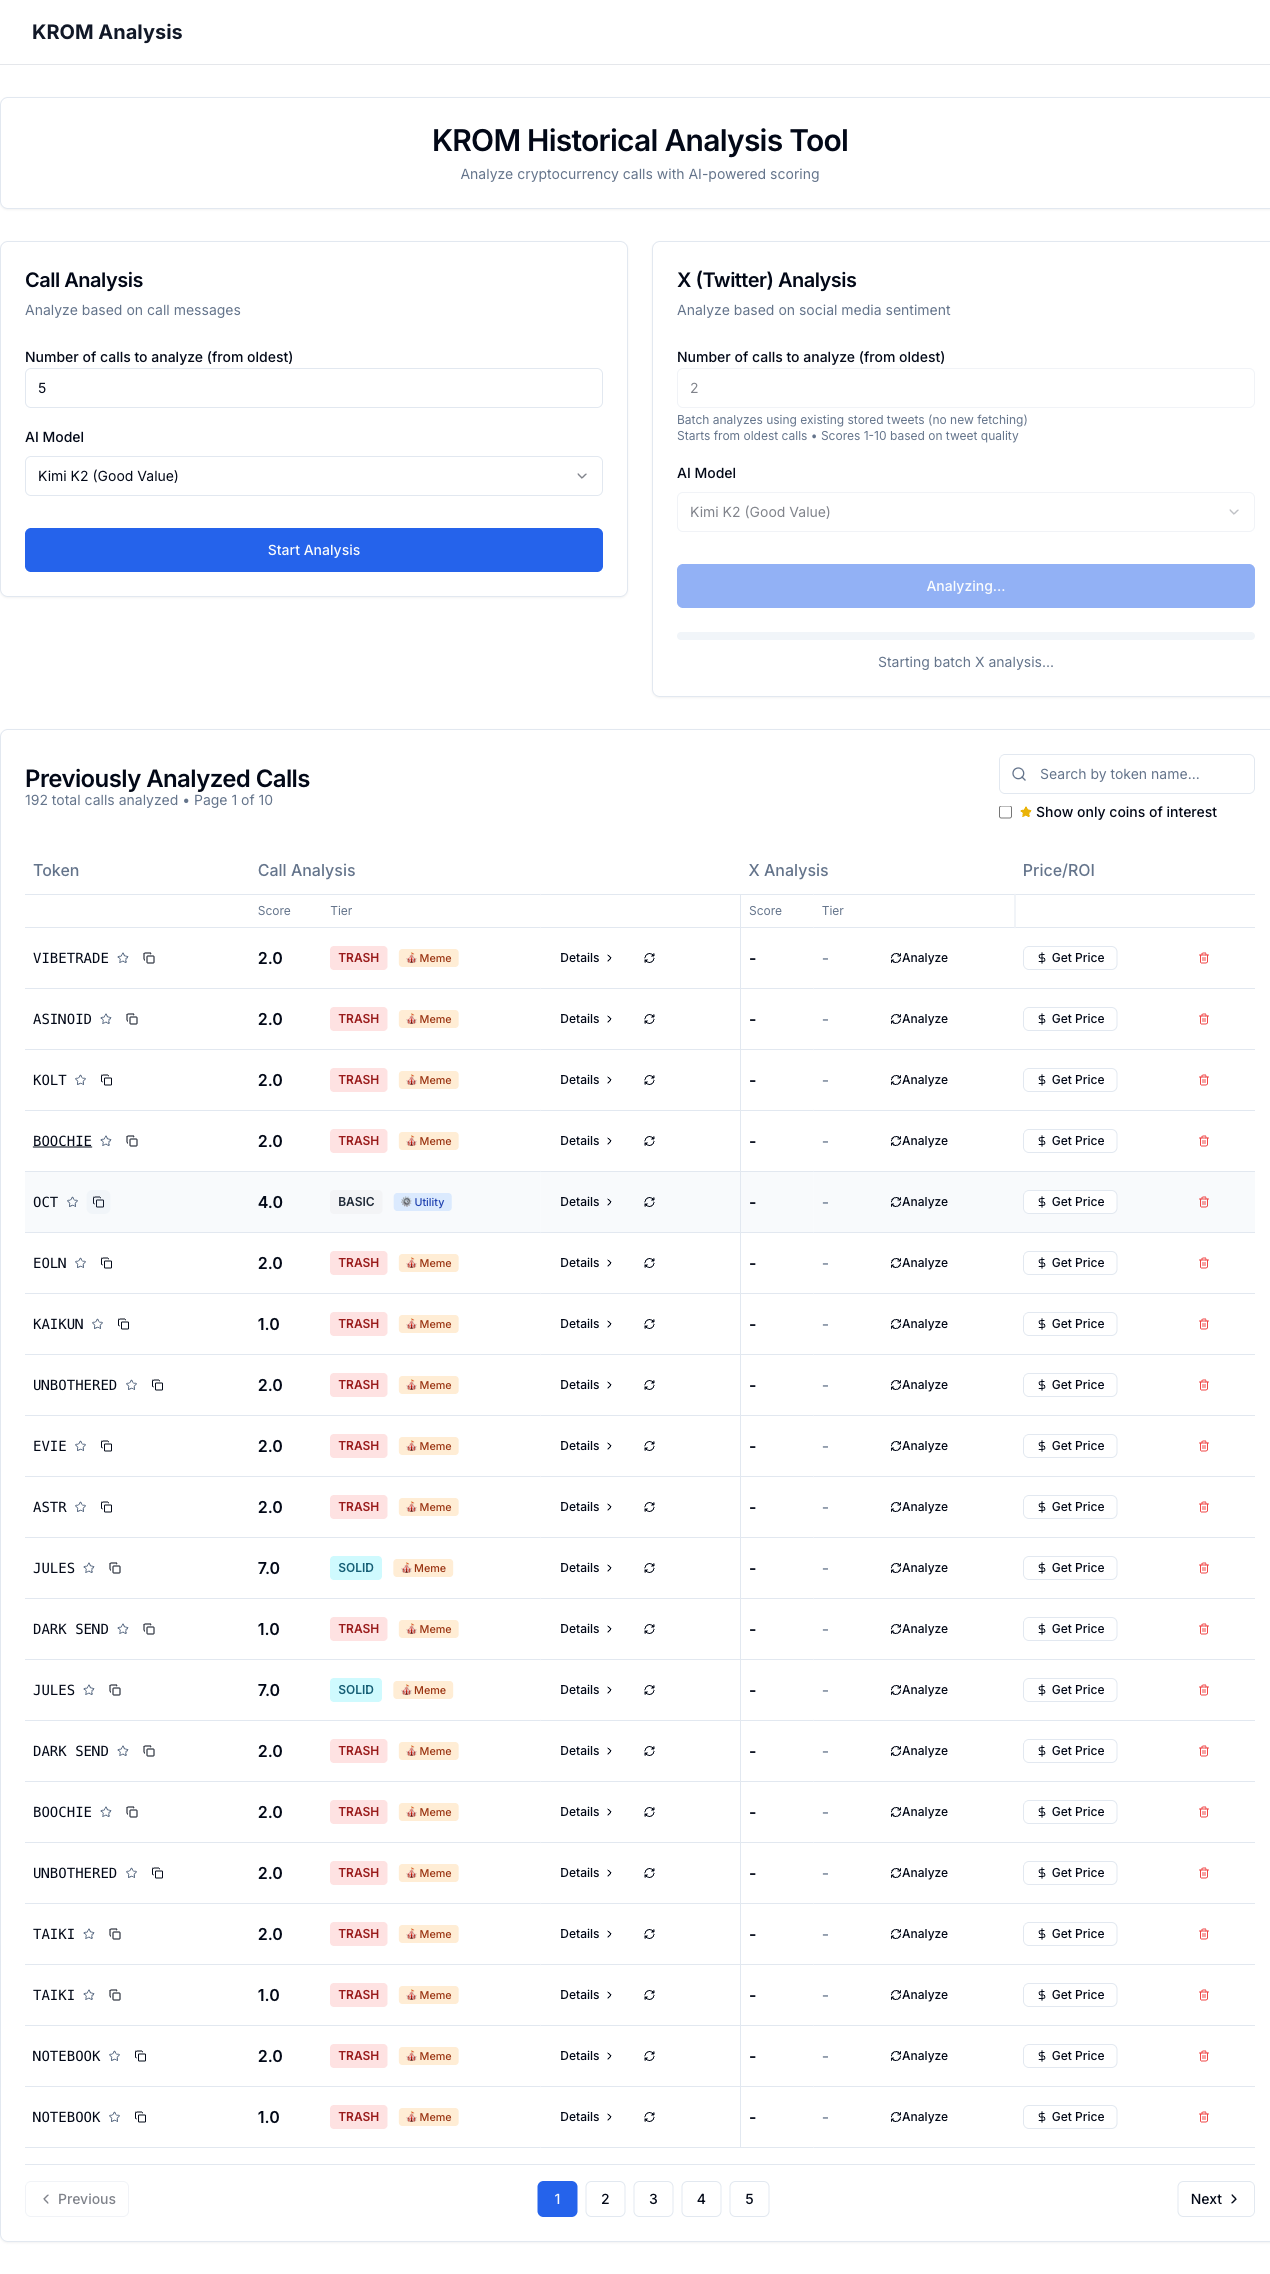 KROM Analysis
KROM Historical Analysis Tool
Analyze cryptocurrency calls with AI-powered scoring
Call Analysis
Analyze based on call messages
Number of calls to analyze (from oldest)
5
AI Model
Kimi K2 (Good Value)
Start Analysis
X (Twitter) Analysis
Analyze based on social media sentiment
Number of calls to analyze (from oldest)
2
Batch analyzes using existing stored tweets (no new fetching)
Starts from oldest calls • Scores 1-10 based on tweet quality
AI Model
Kimi K2 (Good Value)
Analyzing...
Starting batch X analysis...
Previously Analyzed Calls
192 total calls analyzed • Page 1 of 10
Search by token name...
Show only coins of interest
Token Call Analysis X Analysis Price/ROI
Score Tier Score Tier
VIBETRADE 2.0 TRASH Meme Details - - Analyze $ Get Price
ASINOID 2.0 TRASH Meme Details - - Analyze $ Get Price
KOLT 2.0 TRASH Meme Details - - Analyze $ Get Price
BOOCHIE 2.0 TRASH Meme Details - - Analyze $ Get Price
OCT 4.0 BASIC Utility Details - - Analyze $ Get Price
EOLN 2.0 TRASH Meme Details - - Analyze $ Get Price
KAIKUN 1.0 TRASH Meme Details - - Analyze $ Get Price
UNBOTHERED 2.0 TRASH Meme Details - - Analyze $ Get Price
EVIE 2.0 TRASH Meme Details - - Analyze $ Get Price
ASTR 2.0 TRASH Meme Details - - Analyze $ Get Price
JULES 7.0 SOLID Meme Details - - Analyze $ Get Price
DARK SEND 1.0 TRASH Meme Details - - Analyze $ Get Price
JULES 7.0 SOLID Meme Details - - Analyze $ Get Price
DARK SEND 2.0 TRASH Meme Details - - Analyze $ Get Price
BOOCHIE 2.0 TRASH Meme Details - - Analyze $ Get Price
UNBOTHERED 2.0 TRASH Meme Details - - Analyze $ Get Price
TAIKI 2.0 TRASH Meme Details - - Analyze $ Get Price
TAIKI 1.0 TRASH Meme Details - - Analyze $ Get Price
NOTEBOOK 2.0 TRASH Meme Details - - Analyze $ Get Price
NOTEBOOK 1.0 TRASH Meme Details - - Analyze $ Get Price
Previous 1 2 3 4 5 Next